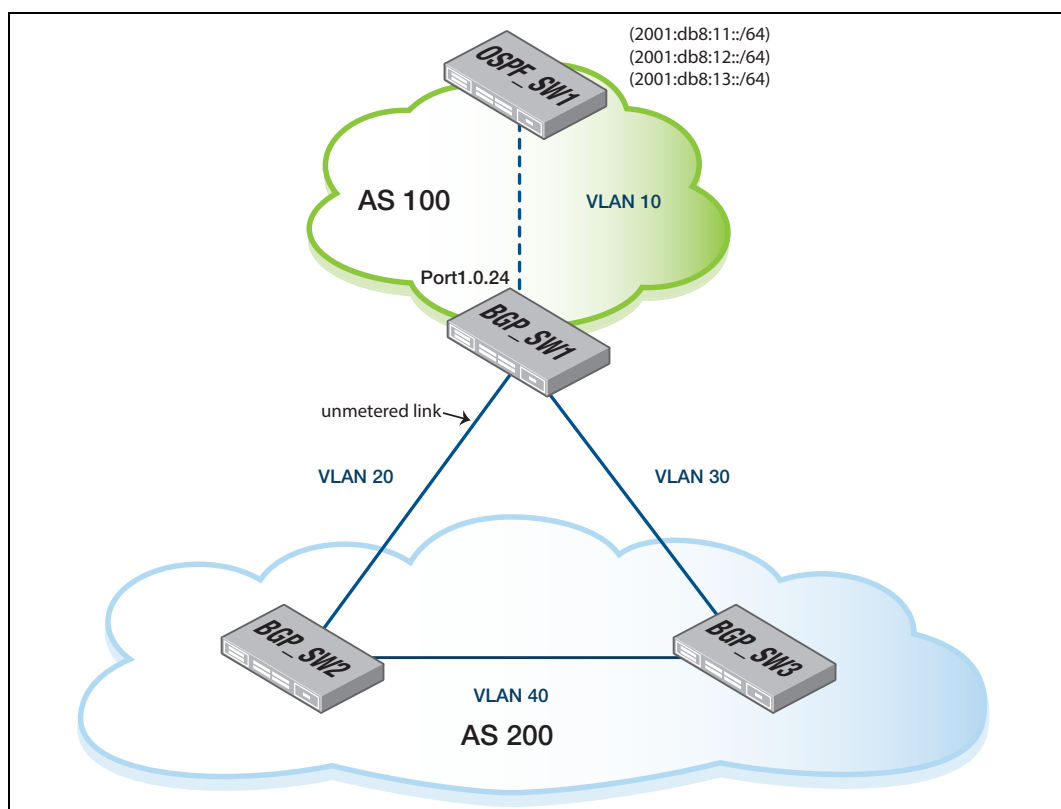 (2001:db8:11::/64)
(2001:db8:12::/64)
(2001:db8:13::/64)
OSPF_SW1
AS 100
VLAN 10
Port1.0.24
BGP_SW1
unmetered link
VLAN 20
VLAN 30
BGP_SW2
BGP_SW3
VLAN 40
AS 200